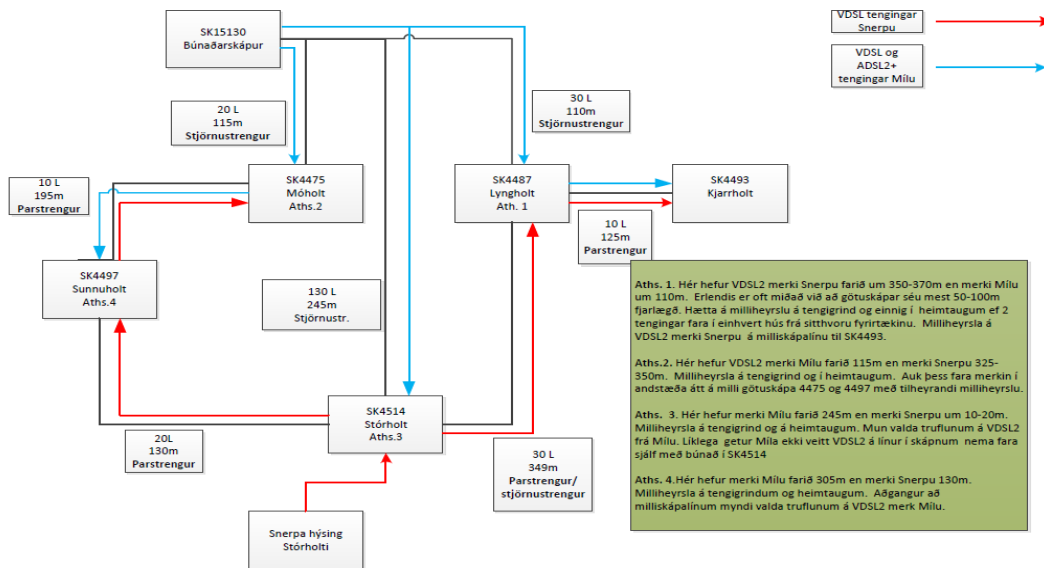 SK15130
Búnaðarskápur
VDSL tengingar
Snerpu
VDSL og
ADSL2+
tengingar Mílu
20 L
115m
Stjörnustrengur
30 L
110m
Stjörnustrengur
10 L
195m
Parstrengur
SK4475
Móholt
Aths.2
SK4487
Lyngholt
Ath. 1
SK4493
Kjarrholt
10 L
125m
Parstrengur
SK4497
Sunnuholt
Aths.4
130 L
245m
Stjörnustr.
SK4514
Stórholt
Aths.3
20L
130m
Parstrengur
30 L
349m
Parstrengur/
stjörnustrengur
Snerpa hýsing
Stórholti
Aths. 1. Hér hefur VDSL2 merki Snerpu farið um 350-370m en merki Mílu
um 110m. Erlendis er oft miðað við að götuskápar séu mest 50-100m
fjarlægð. Hætta á milliheyrslu á tengigrind og einnig í heimtaugum ef 2
tengingar fara í einhvert hús frá sitthvoru fyrirtækinu. Milliheyrsla á
VDSL2 merki Snerpu á milliskápalínu til SK4493.
Aths.2. Hér hefur VDSL2 merki Mílu farið 115m en merki Snerpu 325-
350m. Milliheyrsla á tengigrind og í heimtaugum. Auk þess fara merkin í
andstæða átt á milli götuskápa 4475 og 4497 með tilheyrandi milliheyrslu.
Aths. 3. Hér hefur merki Mílu farið 245m en merki Snerpu um 10-20m.
Milliheyrsla á tengigrind og á heimtaugum. Mun valda truflunum á VDSL2
frá Mílu. Líklega getur Míla ekki veitt VDSL2 á línur í skápnum nema fara
sjálf með búnað í SK4514
Aths. 4.Hér hefur merki Mílu farið 305m en merki Snerpu 130m.
Milliheyrsla á tengigrindum og heimtaugum. Aðgangur að
milliskápalínum myndi valda truflunum á VDSL2 merk Mílu.